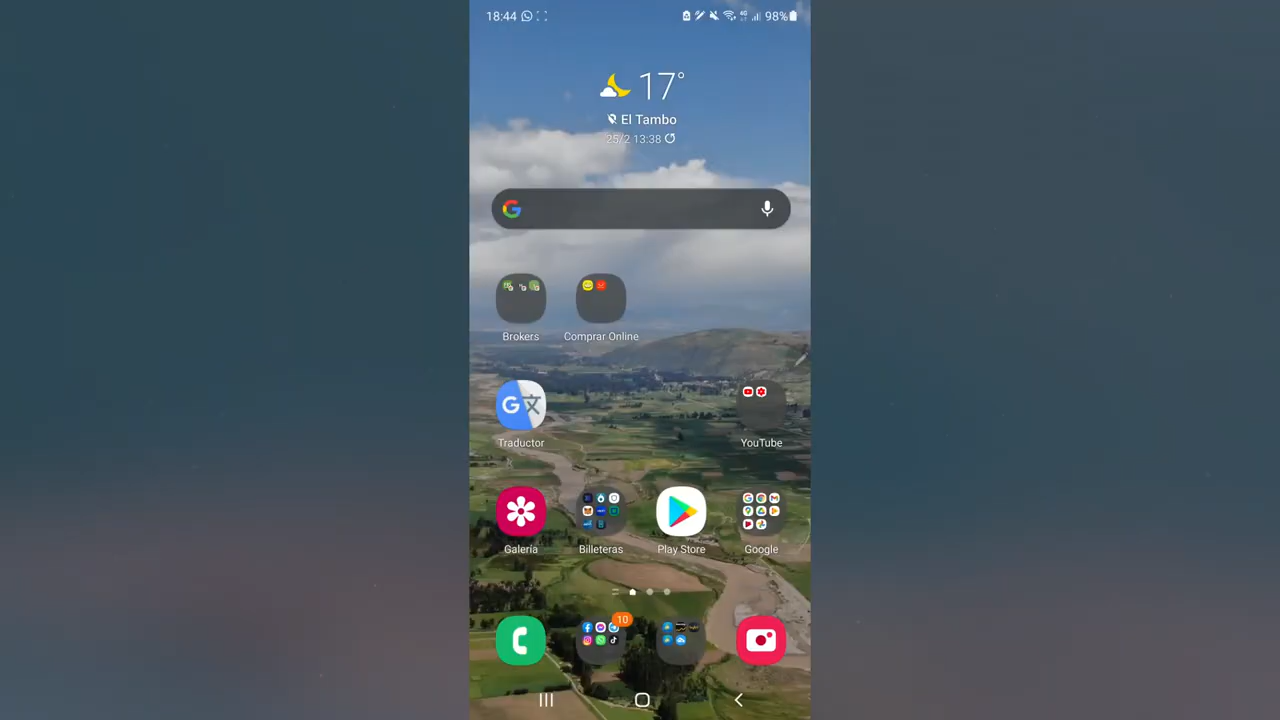 18:44
98%
17°
El Tambo
25/2 13:38
Brokers
Comprar Online
Traductor
YouTube
Galería
Billeteras
Play Store
Google
10